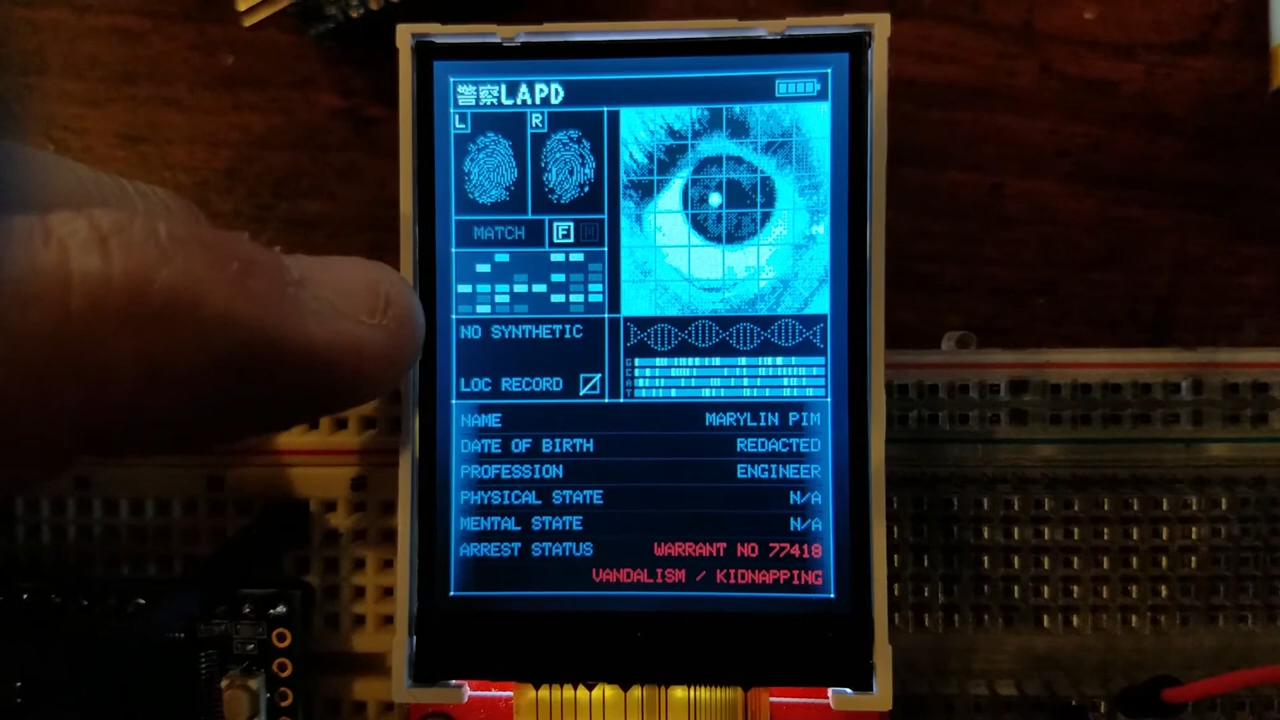 警察LAPD
L R
MATCH F M
NO SYNTHETIC
LOC RECORD
G
C
A
T
NAME MARYLIN PIM
DATE OF BIRTH REDACTED
PROFESSION ENGINEER
PHYSICAL STATE N/A
MENTAL STATE N/A
ARREST STATUS WARRANT NO 77418
VANDALISM / KIDNAPPING